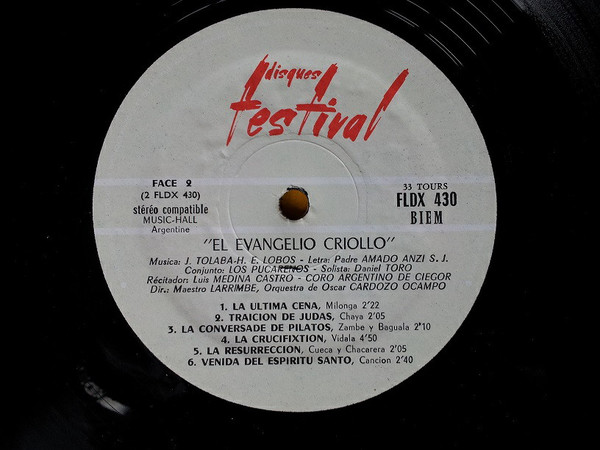 disques
festival
FACE 2
(2 FLDX 430)
stéréo compatible
MUSIC-HALL
Argentine
33 TOURS
FLDX 430
BIEM
"EL EVANGELIO CRIOLLO"
Musica: J. TOLABA-H. E. LOBOS - Letra: Padre AMADO ANZI S. J.
Conjunto: LOS PUCAREÑOS - Solista: Daniel TORO
Récitador: Luis MEDINA CASTRO - CORO ARGENTINO DE CIEGOR
Dir.: Maestro LARRIMBE, Orquestra de Oscar CARDOZO OCAMPO
1. LA ULTIMA CENA, Milonga 2'22
2. TRAICION DE JUDAS, Chaya 2'05
3. LA CONVERSADE DE PILATOS, Zambe y Baguala 2'10
4. LA CRUCIFIXTION, Vidala 4'50
5. LA RESURRECCION, Cueca y Chacarera 2'05
6. VENIDA DEL ESPIRITU SANTO, Cancion 2'40